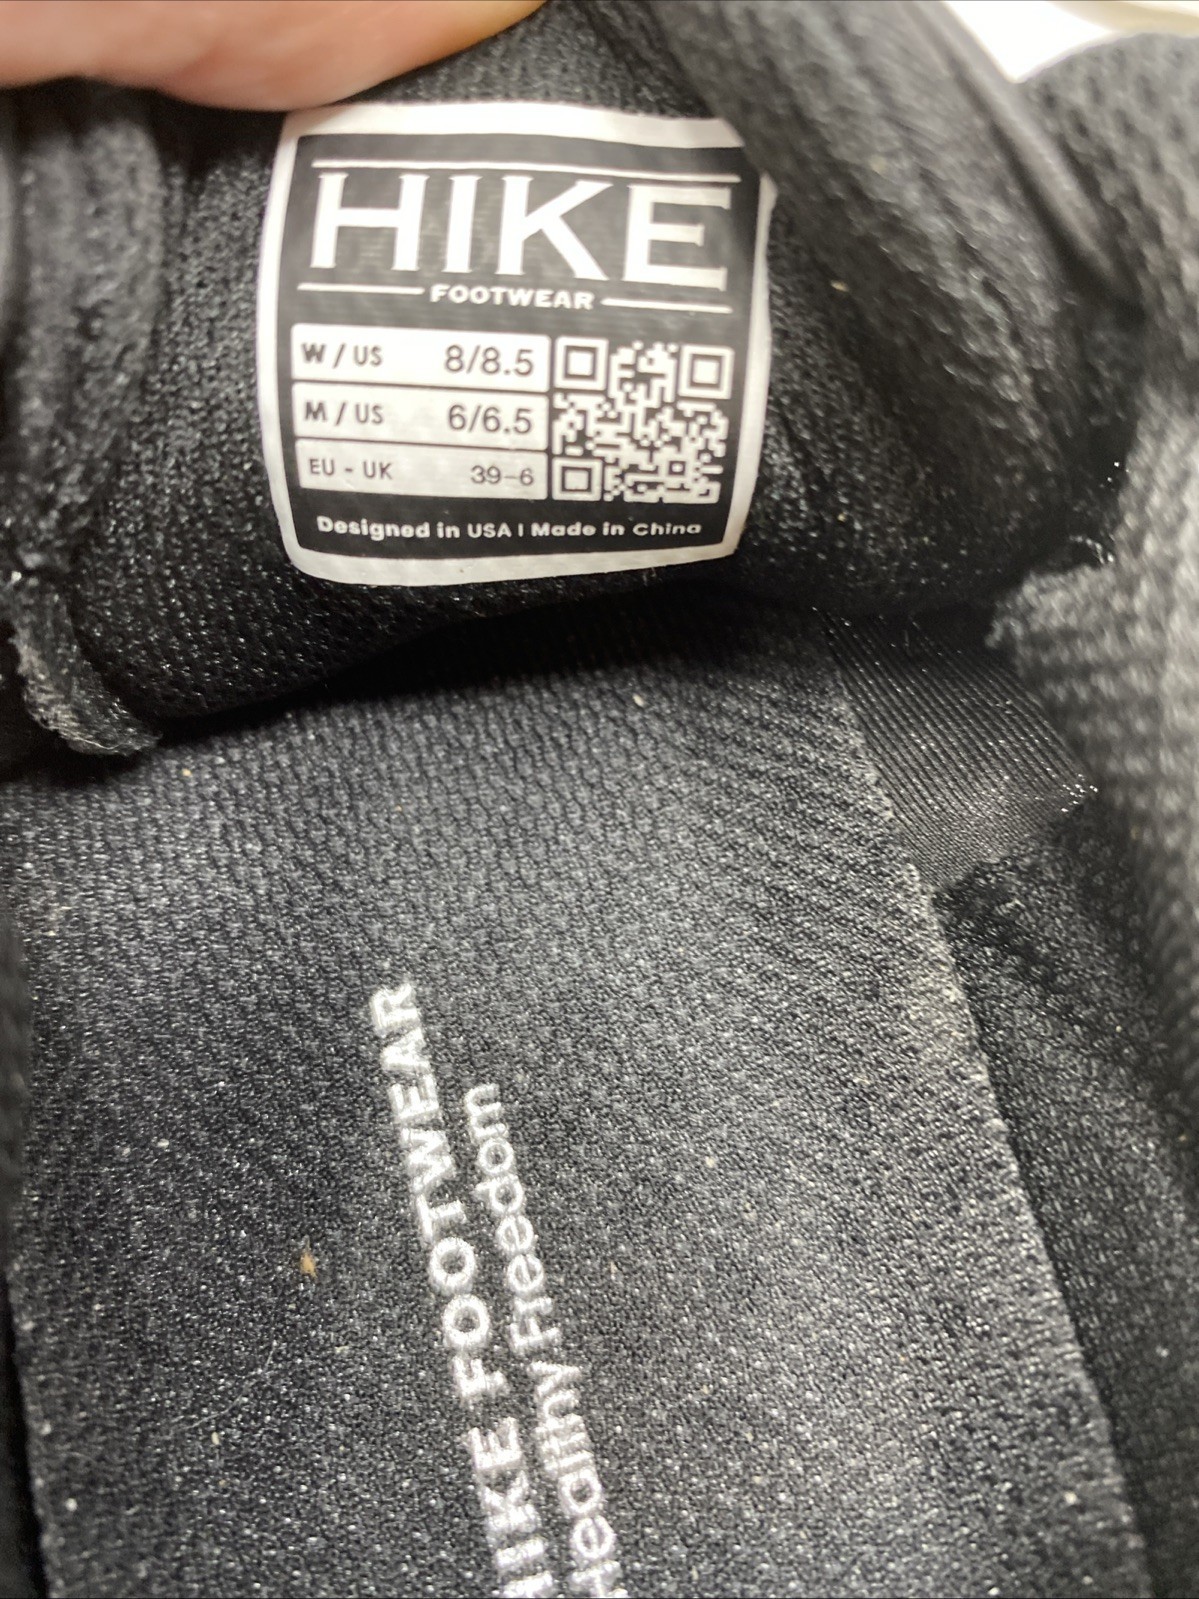 HIKE
FOOTWEAR
W / US 8/8.5
M / US 6/6.5
EU - UK 39-6
Designed in USA | Made in China
HIKE FOOTWEAR
Healthy Freedom